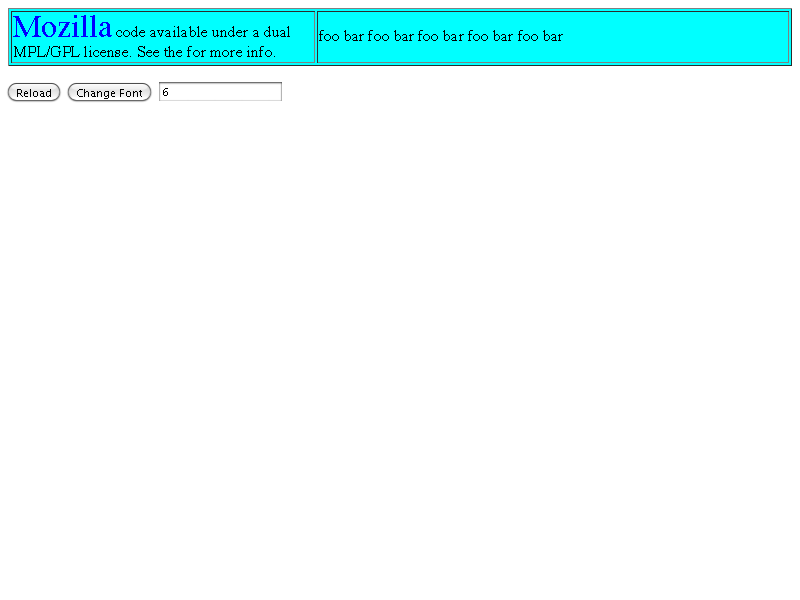 Mozilla code available under a dual
MPL/GPL license. See the for more info.
foo bar foo bar foo bar foo bar foo bar
Reload Change Font 6